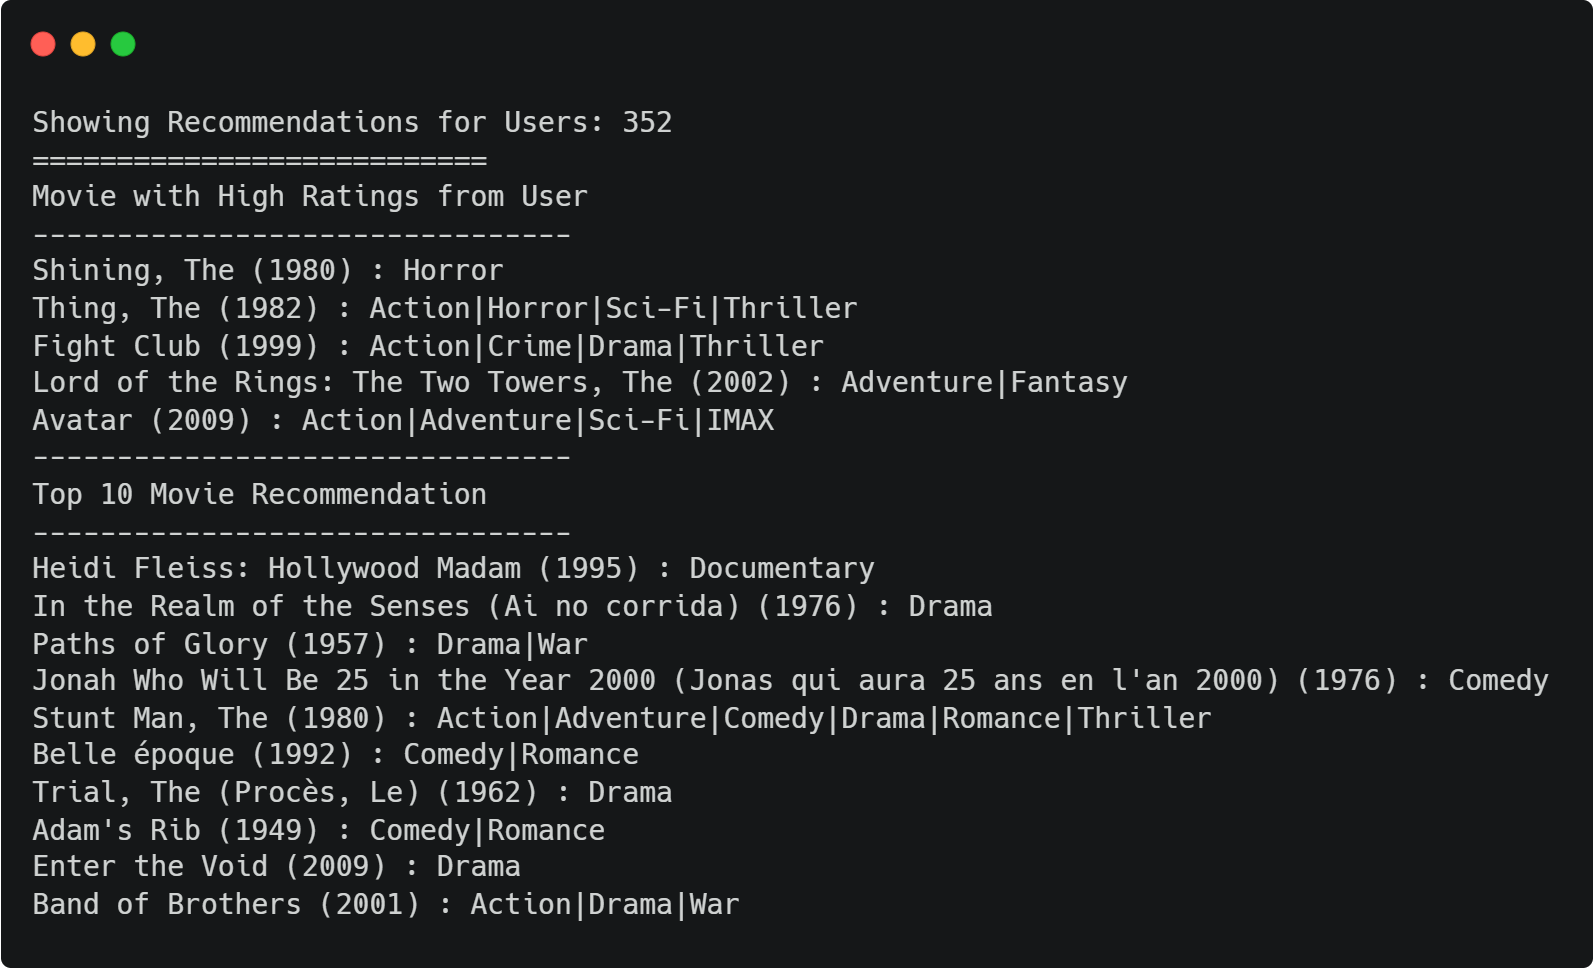 Showing Recommendations for Users: 352
===========================
Movie with High Ratings from User
--------------------------------
Shining, The (1980) : Horror
Thing, The (1982) : Action|Horror|Sci-Fi|Thriller
Fight Club (1999) : Action|Crime|Drama|Thriller
Lord of the Rings: The Two Towers, The (2002) : Adventure|Fantasy
Avatar (2009) : Action|Adventure|Sci-Fi|IMAX
--------------------------------
Top 10 Movie Recommendation
--------------------------------
Heidi Fleiss: Hollywood Madam (1995) : Documentary
In the Realm of the Senses (Ai no corrida) (1976) : Drama
Paths of Glory (1957) : Drama|War
Jonah Who Will Be 25 in the Year 2000 (Jonas qui aura 25 ans en l'an 2000) (1976) : Comedy
Stunt Man, The (1980) : Action|Adventure|Comedy|Drama|Romance|Thriller
Belle époque (1992) : Comedy|Romance
Trial, The (Procès, Le) (1962) : Drama
Adam's Rib (1949) : Comedy|Romance
Enter the Void (2009) : Drama
Band of Brothers (2001) : Action|Drama|War